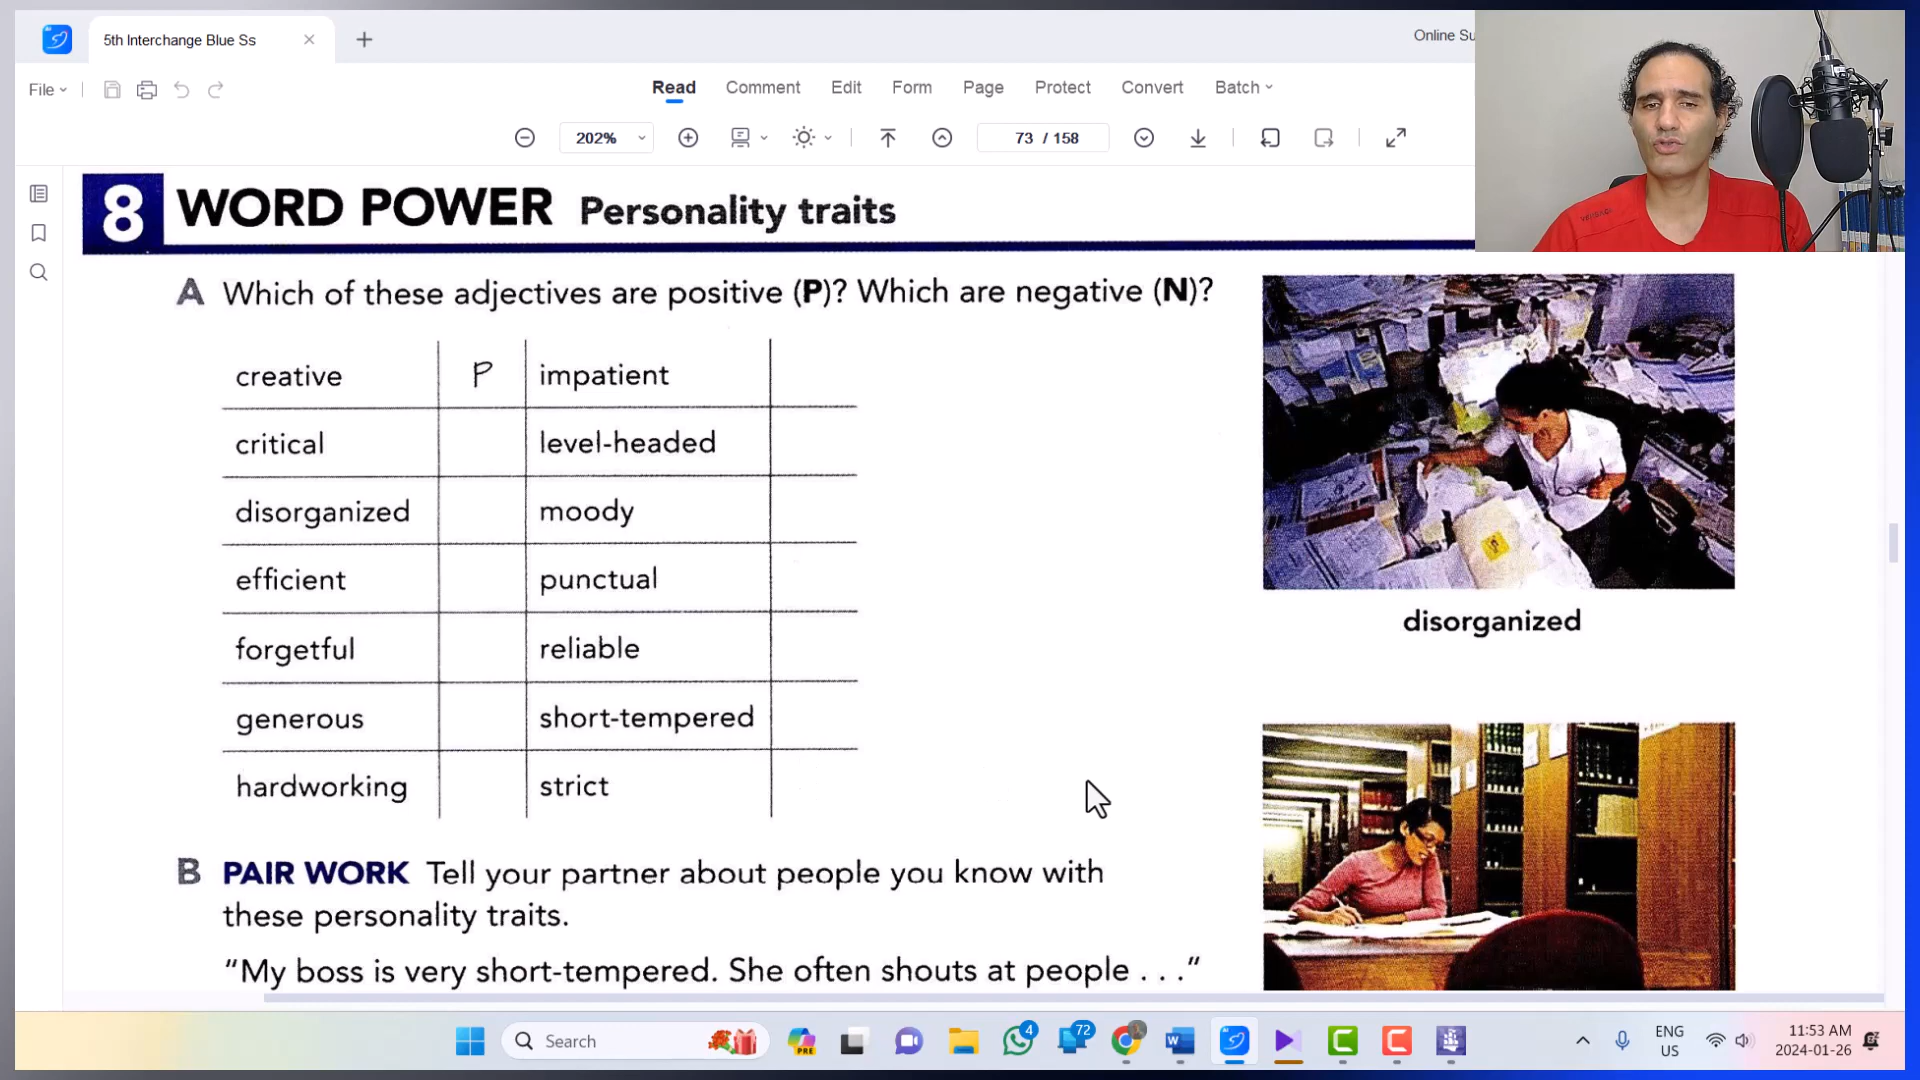 5th Interchange Blue Ss
Online Su
File
Read Comment Edit Form Page Protect Convert Batch
202%
73 / 158
8 WORD POWER Personality traits
A Which of these adjectives are positive (P)? Which are negative (N)?
creative P impatient
critical level-headed
disorganized moody
efficient punctual
forgetful reliable
generous short-tempered
hardworking strict
disorganized
B PAIR WORK Tell your partner about people you know with
these personality traits.
"My boss is very short-tempered. She often shouts at people . . ."
Search
PRE
4
72
ENG
US
11:53 AM
2024-01-26